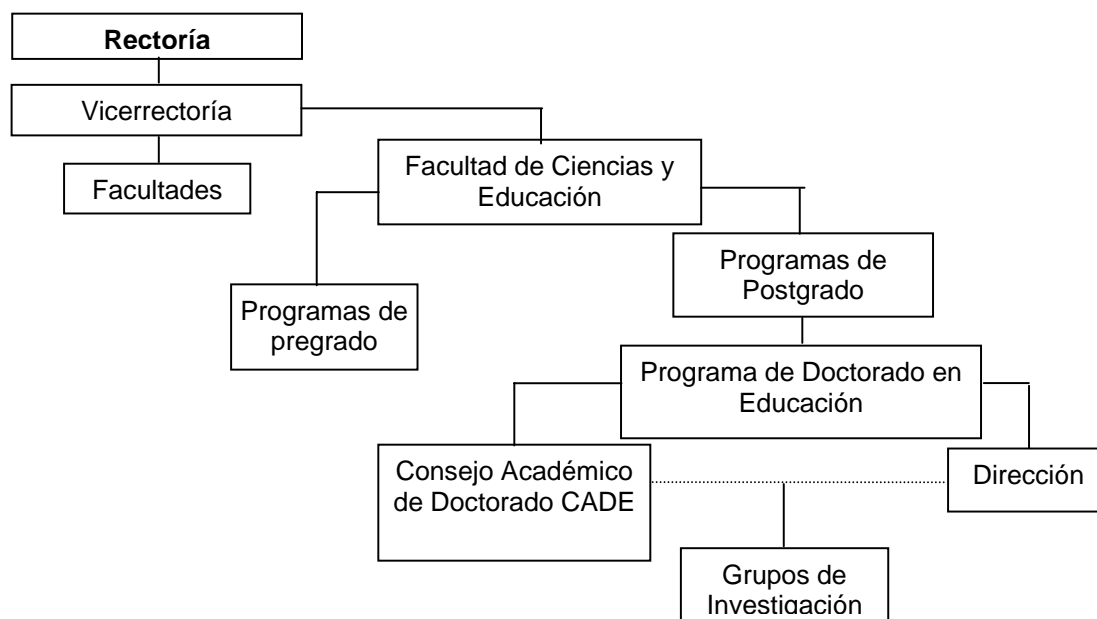 Rectoría
Vicerrectoría
Facultades
Facultad de Ciencias y
Educación
Programas de
Postgrado
Programas de
pregrado
Programa de Doctorado en
Educación
Consejo Académico
de Doctorado CADE
Dirección
Grupos de
Investigación